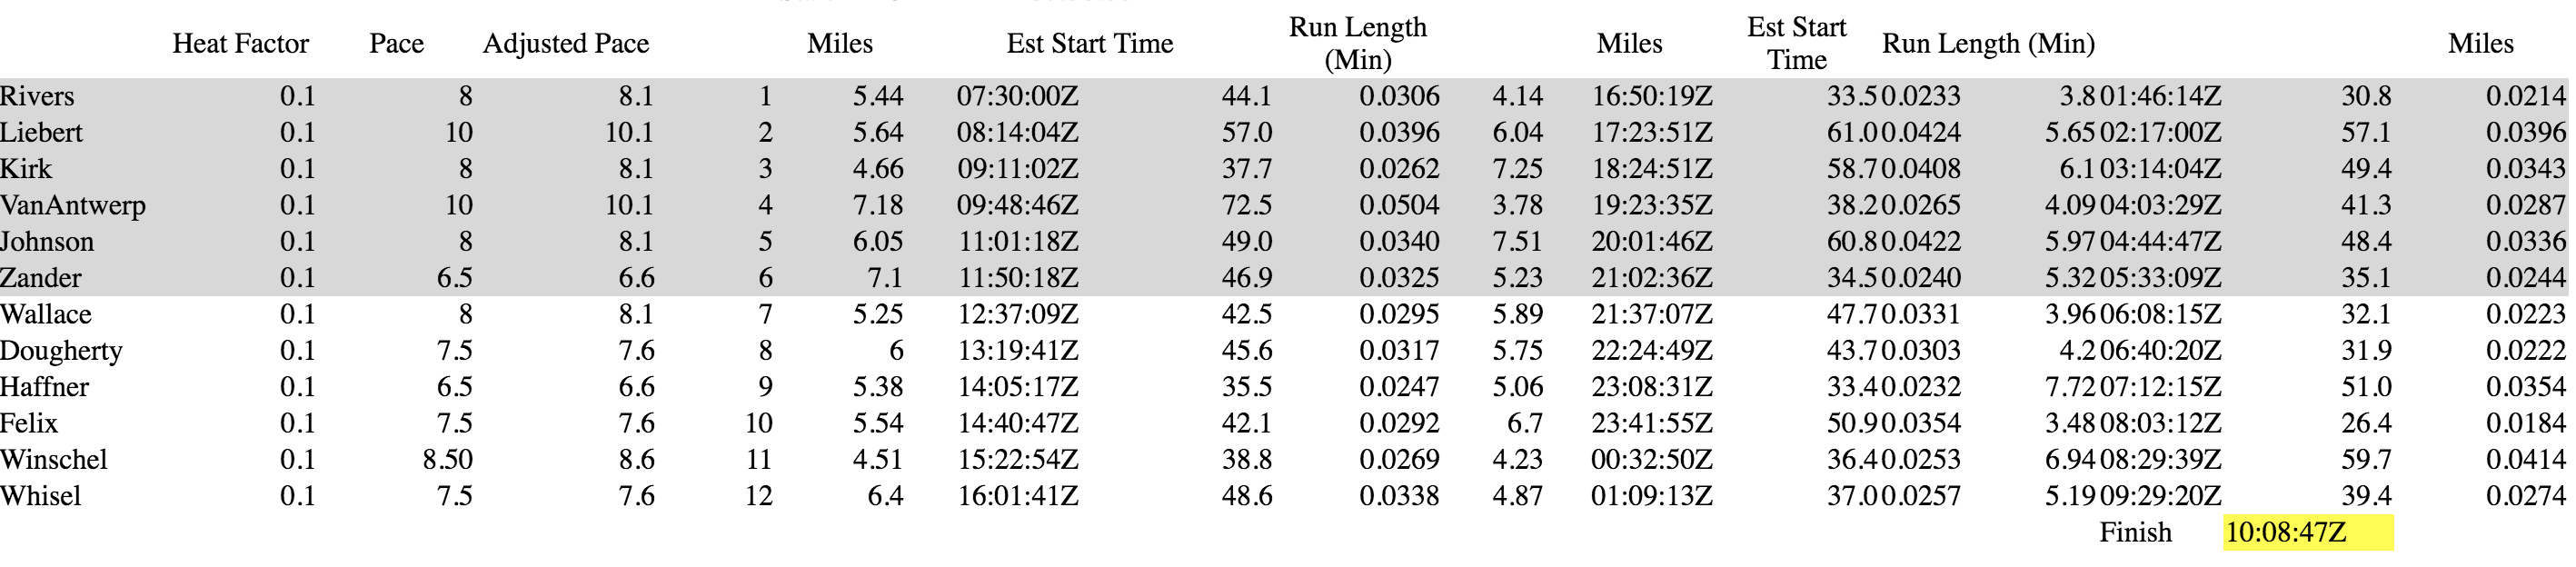 Heat Factor Pace Adjusted Pace Miles Est Start Time Run Length (Min) Miles Est Start Time Run Length (Min) Miles
Rivers 0.1 8 8.1 1 5.44 07:30:00Z 44.1 0.0306 4.14 16:50:19Z 33.5 0.0233 3.8 01:46:14Z 30.8 0.0214
Liebert 0.1 10 10.1 2 5.64 08:14:04Z 57.0 0.0396 6.04 17:23:51Z 61.0 0.0424 5.65 02:17:00Z 57.1 0.0396
Kirk 0.1 8 8.1 3 4.66 09:11:02Z 37.7 0.0262 7.25 18:24:51Z 58.7 0.0408 6.1 03:14:04Z 49.4 0.0343
VanAntwerp 0.1 10 10.1 4 7.18 09:48:46Z 72.5 0.0504 3.78 19:23:35Z 38.2 0.0265 4.09 04:03:29Z 41.3 0.0287
Johnson 0.1 8 8.1 5 6.05 11:01:18Z 49.0 0.0340 7.51 20:01:46Z 60.8 0.0422 5.97 04:44:47Z 48.4 0.0336
Zander 0.1 6.5 6.6 6 7.1 11:50:18Z 46.9 0.0325 5.23 21:02:36Z 34.5 0.0240 5.32 05:33:09Z 35.1 0.0244
Wallace 0.1 8 8.1 7 5.25 12:37:09Z 42.5 0.0295 5.89 21:37:07Z 47.7 0.0331 3.96 06:08:15Z 32.1 0.0223
Dougherty 0.1 7.5 7.6 8 6 13:19:41Z 45.6 0.0317 5.75 22:24:49Z 43.7 0.0303 4.2 06:40:20Z 31.9 0.0222
Haffner 0.1 6.5 6.6 9 5.38 14:05:17Z 35.5 0.0247 5.06 23:08:31Z 33.4 0.0232 7.72 07:12:15Z 51.0 0.0354
Felix 0.1 7.5 7.6 10 5.54 14:40:47Z 42.1 0.0292 6.7 23:41:55Z 50.9 0.0354 3.48 08:03:12Z 26.4 0.0184
Winschel 0.1 8.50 8.6 11 4.51 15:22:54Z 38.8 0.0269 4.23 00:32:50Z 36.4 0.0253 6.94 08:29:39Z 59.7 0.0414
Whisel 0.1 7.5 7.6 12 6.4 16:01:41Z 48.6 0.0338 4.87 01:09:13Z 37.0 0.0257 5.19 09:29:20Z 39.4 0.0274
Finish 10:08:47Z